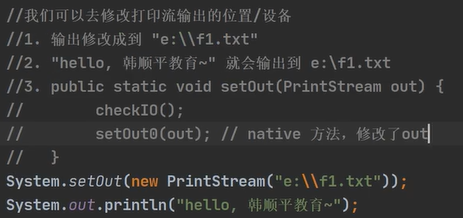 //我们可以去修改打印流输出的位置/设备
//1. 输出修改成到 "e:\\f1.txt"
//2. "hello, 韩顺平教育~" 就会输出到 e:\f1.txt
//3. public static void setOut(PrintStream out) {
//        checkIO();
//        setOut0(out); // native 方法，修改了out
//   }
System.setOut(new PrintStream("e:\\f1.txt"));
System.out.println("hello, 韩顺平教育~");